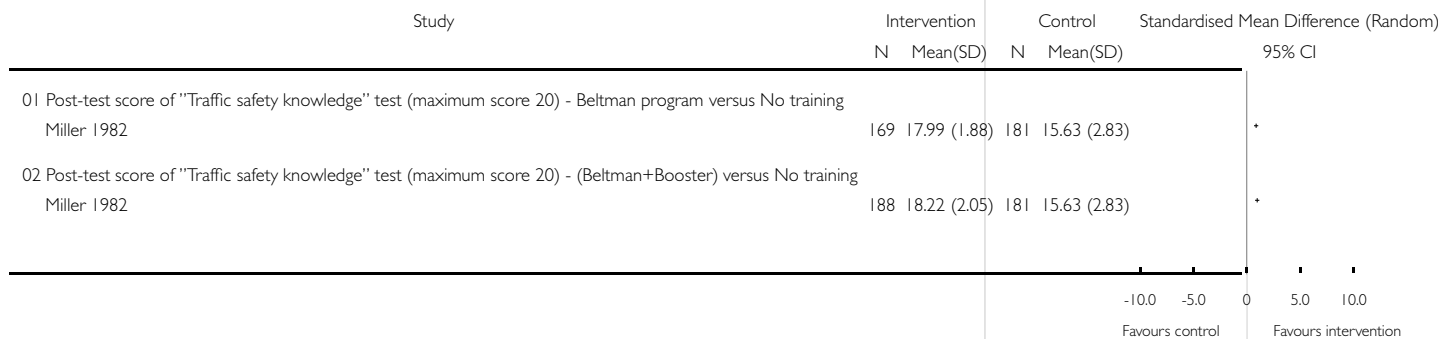 Study Intervention Control Standardised Mean Difference (Random)
N Mean(SD) N Mean(SD) 95% CI
01 Post-test score of ”Traffic safety knowledge” test (maximum score 20) - Beltman program versus No training
Miller 1982 169 17.99 (1.88) 181 15.63 (2.83)
02 Post-test score of ”Traffic safety knowledge” test (maximum score 20) - (Beltman+Booster) versus No training
Miller 1982 188 18.22 (2.05) 181 15.63 (2.83)
-10.0 -5.0 0 5.0 10.0
Favours control Favours intervention